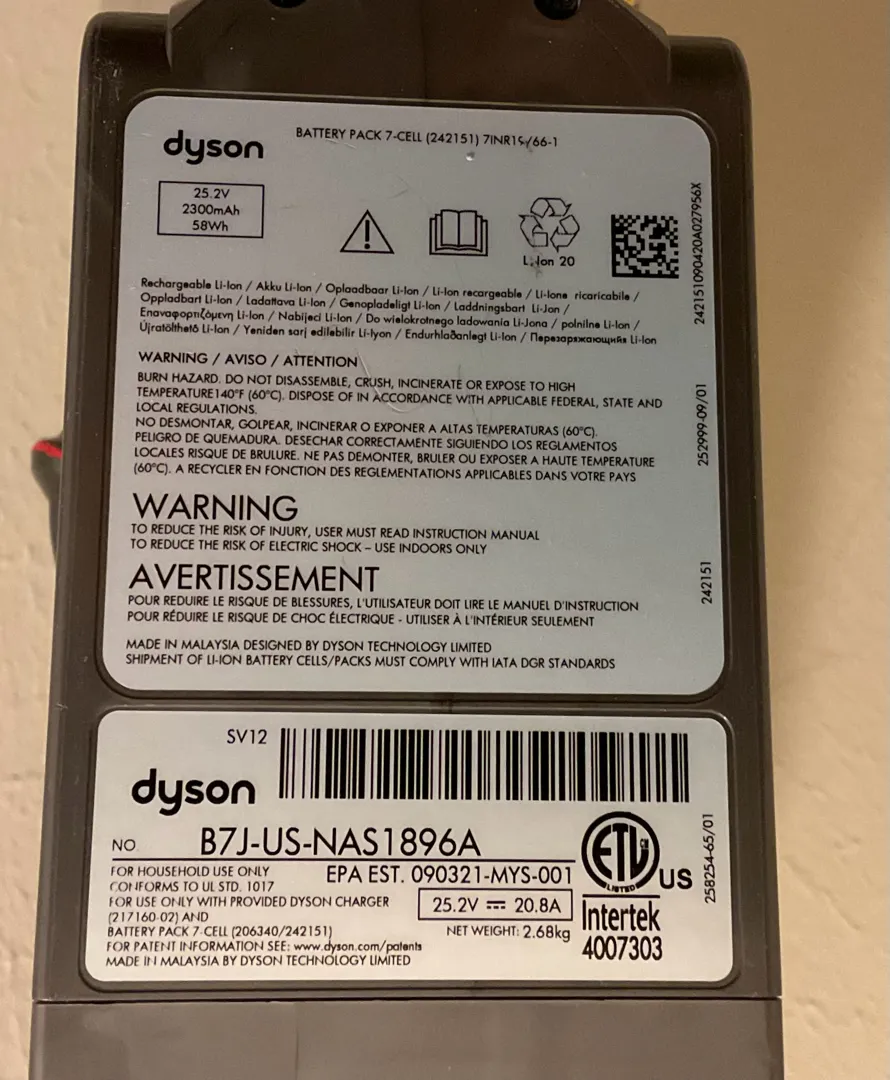 dyson
BATTERY PACK 7-CELL (242151) 7INR19/66-1
25.2V
2300mAh
58Wh
Li-Ion 20
242151090420A027956X
Rechargeable Li-Ion / Akku Li-Ion / Oplaadbaar Li-Ion / Li-Ion recargeable / Li-Ione ricaricabile /
Oppladbart Li-Ion / Ladattava Li-Ion / Genopladeligt Li-Ion / Laddningsbart Li-Jon /
Επαναφορτιζόμενη Li-Ion / Nabíjecí Li-Ion / Do wielokrotnego ladowania Li-Jona / polnilne Li-Ion /
Újratölthető Li-Ion / Yeniden sarj edilebilir Li-Iyon / Endurhlaðanlegt Li-Ion / Перезаряжающийся Li-Ion
WARNING / AVISO / ATTENTION
BURN HAZARD. DO NOT DISASSEMBLE, CRUSH, INCINERATE OR EXPOSE TO HIGH
TEMPERATURE 140°F (60°C). DISPOSE OF IN ACCORDANCE WITH APPLICABLE FEDERAL, STATE AND
LOCAL REGULATIONS.
NO DESMONTAR, GOLPEAR, INCINERAR O EXPONER A ALTAS TEMPERATURAS (60°C).
PELIGRO DE QUEMADURA. DESECHAR CORRECTAMENTE SIGUIENDO LOS REGLAMENTOS
LOCALES RISQUE DE BRULURE. NE PAS DEMONTER, BRULER OU EXPOSER A HAUTE TEMPERATURE
(60°C). A RECYCLER EN FONCTION DES REGLEMENTATIONS APPLICABLES DANS VOTRE PAYS
252999-09/01
WARNING
TO REDUCE THE RISK OF INJURY, USER MUST READ INSTRUCTION MANUAL
TO REDUCE THE RISK OF ELECTRIC SHOCK – USE INDOORS ONLY
AVERTISSEMENT
POUR REDUIRE LE RISQUE DE BLESSURES, L'UTILISATEUR DOIT LIRE LE MANUEL D'INSTRUCTION
POUR RÉDUIRE LE RISQUE DE CHOC ÉLECTRIQUE - UTILISER À L'INTÉRIEUR SEULEMENT
242151
MADE IN MALAYSIA DESIGNED BY DYSON TECHNOLOGY LIMITED
SHIPMENT OF LI-ION BATTERY CELLS/PACKS MUST COMPLY WITH IATA DGR STANDARDS
SV12
dyson
NO. B7J-US-NAS1896A
FOR HOUSEHOLD USE ONLY
EPA EST. 090321-MYS-001
CONFORMS TO UL STD. 1017
FOR USE ONLY WITH PROVIDED DYSON CHARGER
(217160-02) AND
BATTERY PACK 7-CELL (206340/242151)
FOR PATENT INFORMATION SEE: www.dyson.com/patents
MADE IN MALAYSIA BY DYSON TECHNOLOGY LIMITED
25.2V ⎓ 20.8A
NET WEIGHT: 2.68kg
ETL
LISTED
US
Intertek
4007303
258254-65/01